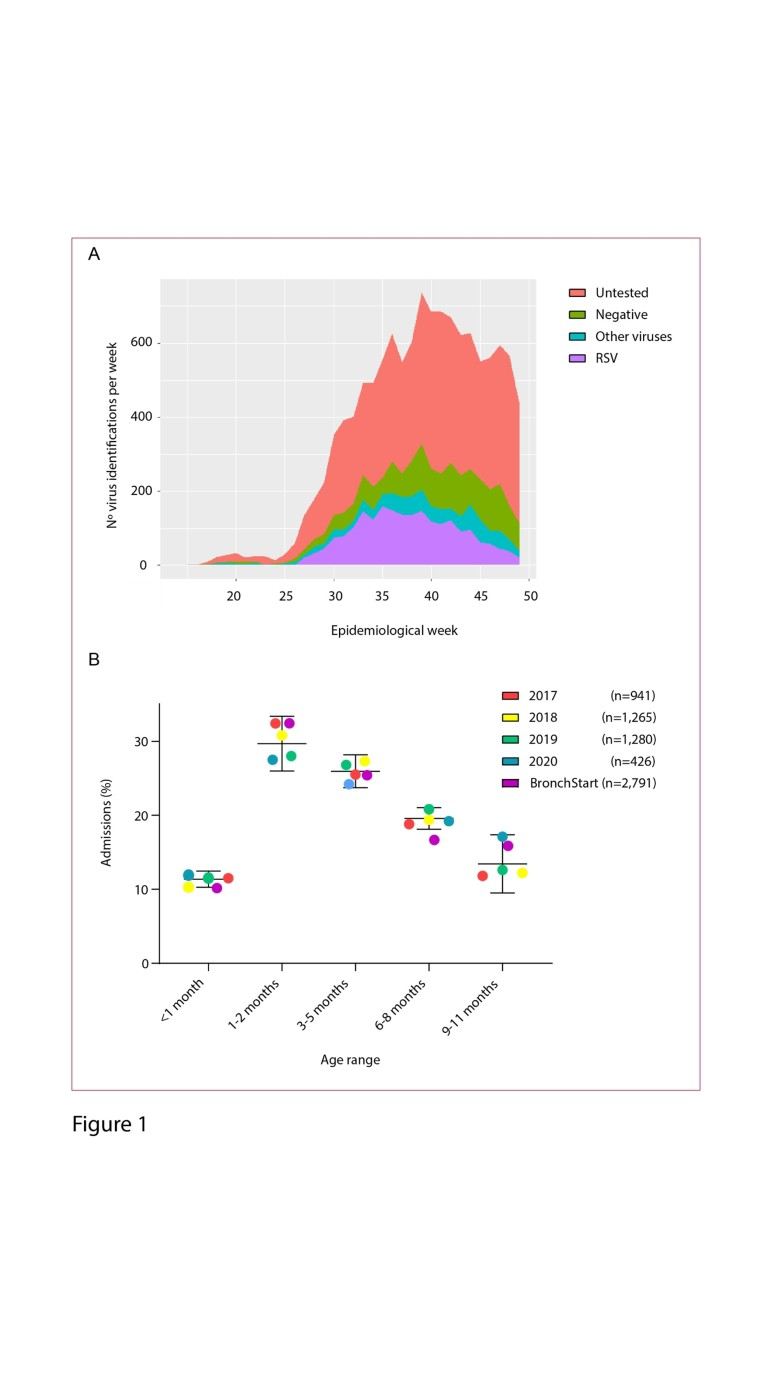 A
Untested
Negative
Other viruses
RSV
Nº virus identifications per week
600
400
200
0
20 25 30 35 40 45 50
Epidemiological week
B
2017 (n=941)
2018 (n=1,265)
2019 (n=1,280)
2020 (n=426)
BronchStart (n=2,791)
Admissions (%)
30
20
10
0
<1 month
1-2 months
3-5 months
6-8 months
9-11 months
Age range
Figure 1